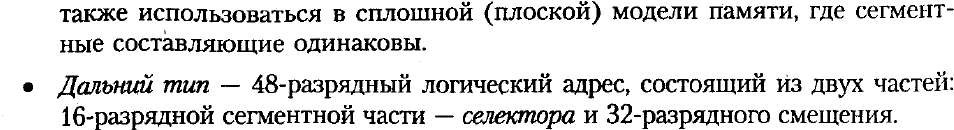 также использоваться в сплошной (плоской) модели памяти, где сегмент-
ные составляющие одинаковы.
• Дальний тип — 48-разрядный логический адрес, состоящий из двух частей:
16-разрядной сегментной части — селектора и 32-разрядного смещения.